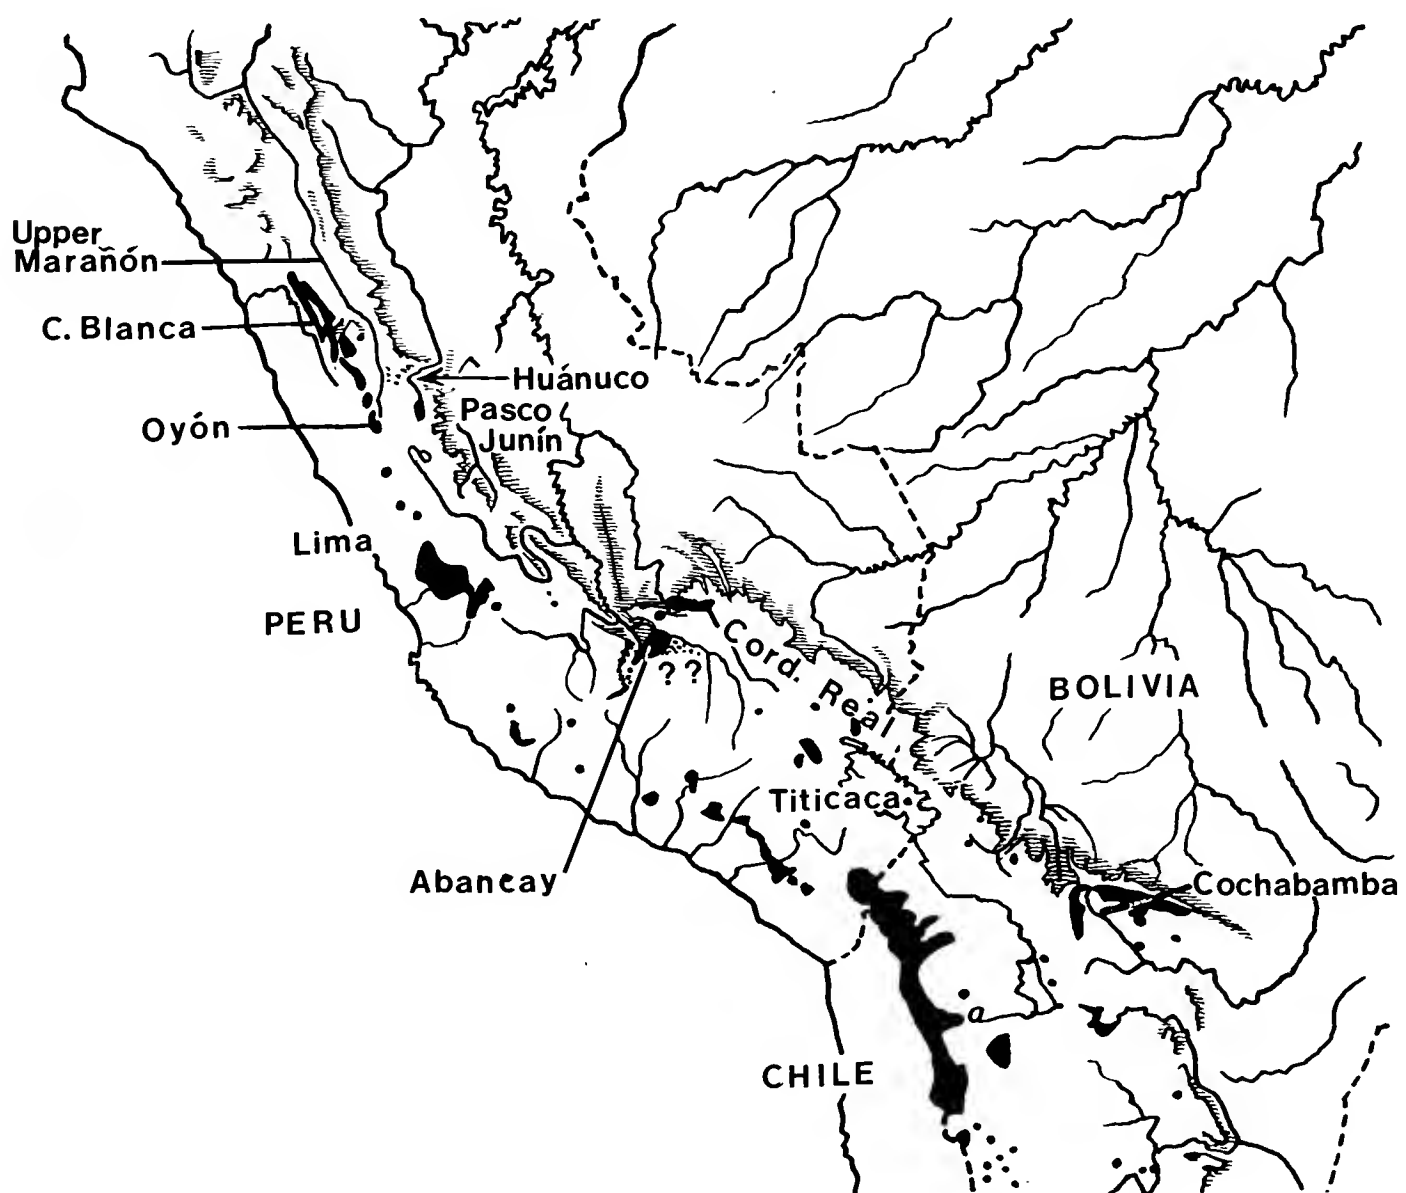 Upper
Marañón
C. Blanca
Huánuco
Oyón
Pasco
Junín
Lima
PERU
Cord. Real
? ?
BOLIVIA
Titicaca
Abancay
Cochabamba
a
CHILE